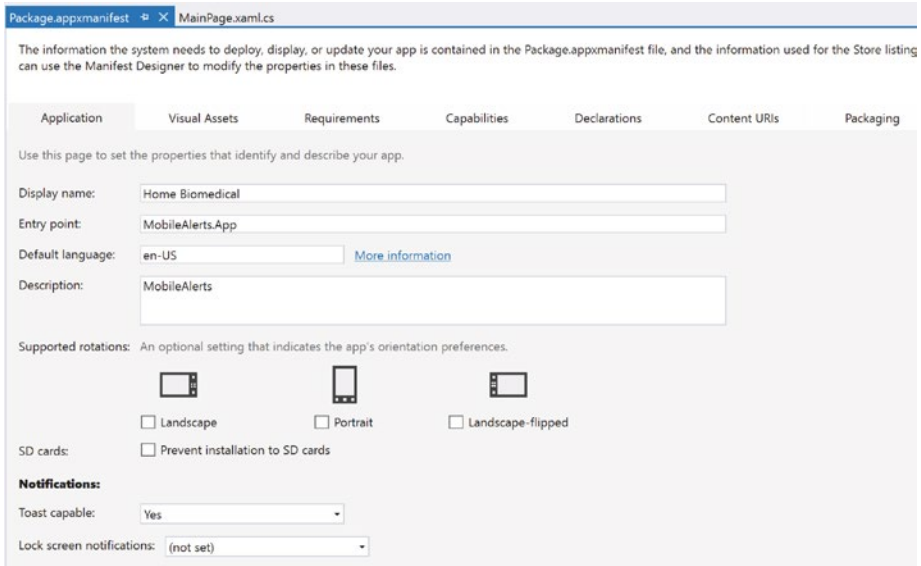 Package.appxmanifest MainPage.xaml.cs
The information the system needs to deploy, display, or update your app is contained in the Package.appxmanifest file, and the information used for the Store listing
can use the Manifest Designer to modify the properties in these files.
Application Visual Assets Requirements Capabilities Declarations Content URIs Packaging
Use this page to set the properties that identify and describe your app.
Display name: Home Biomedical
Entry point: MobileAlerts.App
Default language: en-US More information
Description: MobileAlerts
Supported rotations: An optional setting that indicates the app's orientation preferences.
Landscape Portrait Landscape-flipped
SD cards: Prevent installation to SD cards
Notifications:
Toast capable: Yes
Lock screen notifications: (not set)